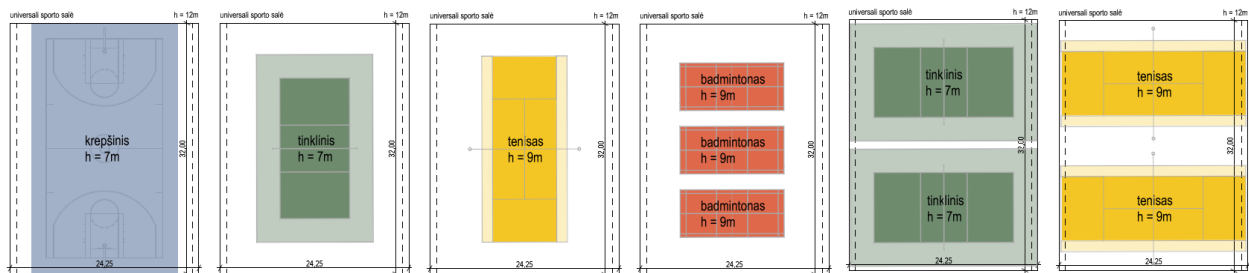 universali sporto salė
h = 12m
krepšinis
h = 7m
32,00
24,25
universali sporto salė
h = 12m
tinklinis
h = 7m
32,00
24,25
universali sporto salė
h = 12m
tenisas
h = 9m
32,00
24,25
universali sporto salė
h = 12m
badmintonas
h = 9m
badmintonas
h = 9m
badmintonas
h = 9m
32,00
24,25
universali sporto salė
h = 12m
tinklinis
h = 7m
32,00
tinklinis
h = 7m
24,25
universali sporto salė
h = 12m
tenisas
h = 9m
32,00
tenisas
h = 9m
24,25